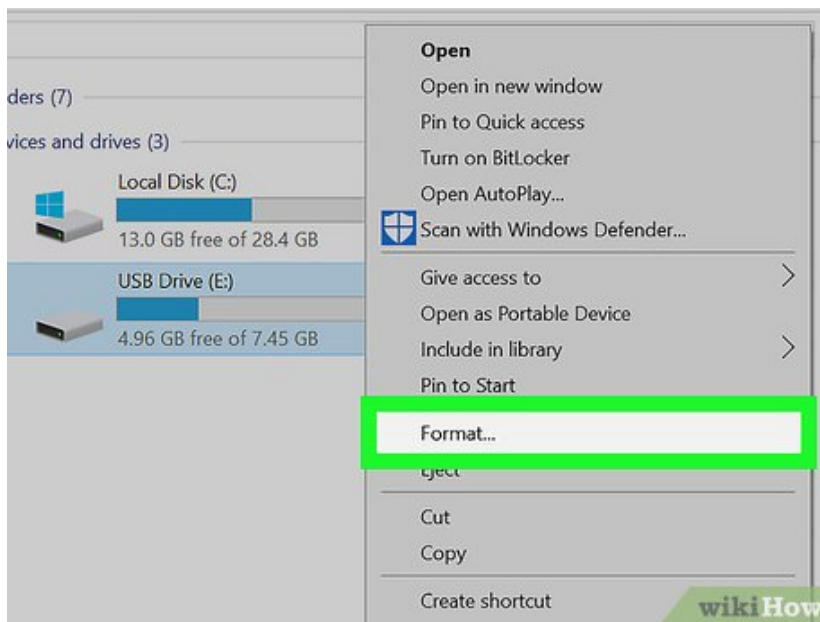 Open
Open in new window
ders (7)
Pin to Quick access
vices and drives (3)
Turn on BitLocker
Local Disk (C:)
Open AutoPlay...
13.0 GB free of 28.4 GB
Scan with Windows Defender...
USB Drive (E:)
Give access to
4.96 GB free of 7.45 GB
Open as Portable Device
Include in library
Pin to Start
Format...
Eject
Cut
Copy
Create shortcut
wikiHow